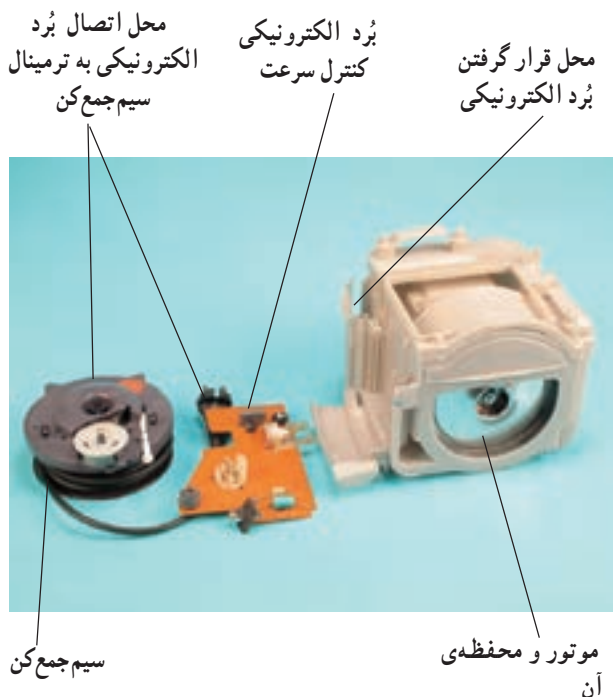 محل اتصال بُرد
الکترونیکی به ترمینال
سیم‌جمع‌کن
بُرد الکترونیکی
کنترل سرعت
محل قرار گرفتن
بُرد الکترونیکی
سیم‌جمع‌کن
موتور و محفظه‌ی
آن